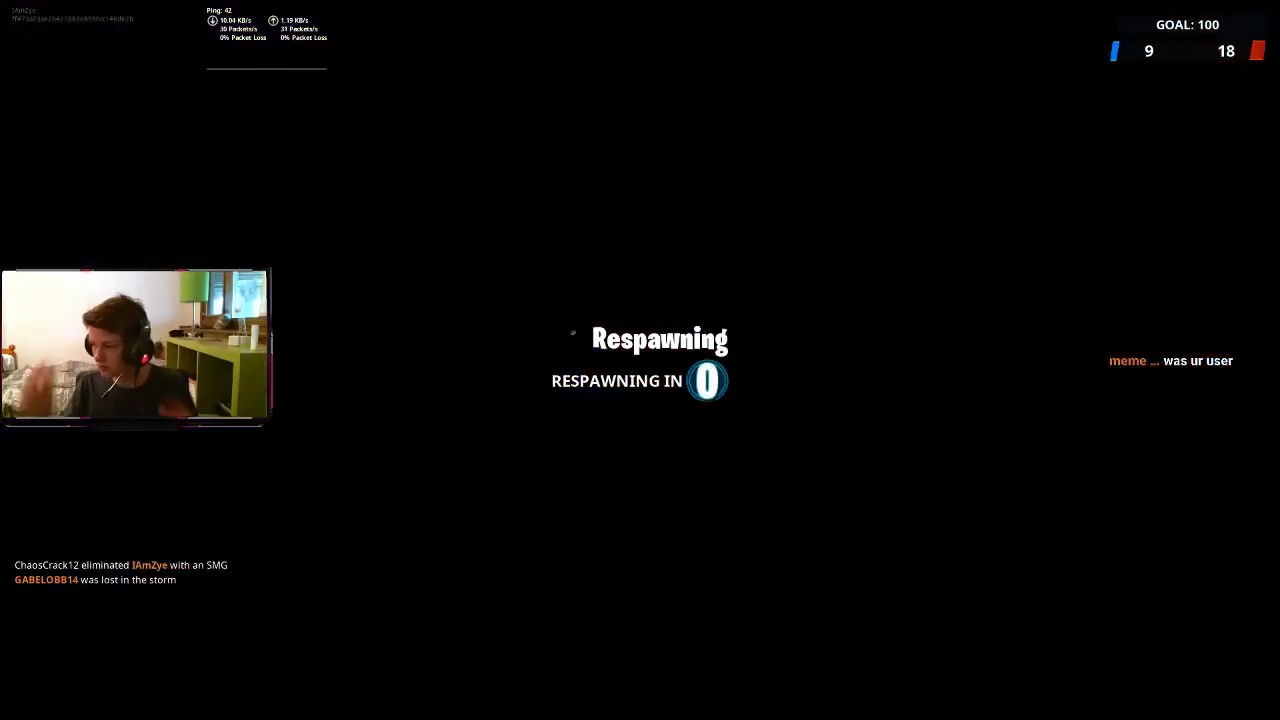 IAmZye
Ping: 42
10.04 KB/s
1.19 KB/s
30 Packets/s
31 Packets/s
0% Packet Loss
0% Packet Loss
GOAL: 100
9
18
Respawning
RESPAWNING IN 0
meme ... was ur user
ChaosCrack12 eliminated IAmZye with an SMG
GABELOBB14 was lost in the storm